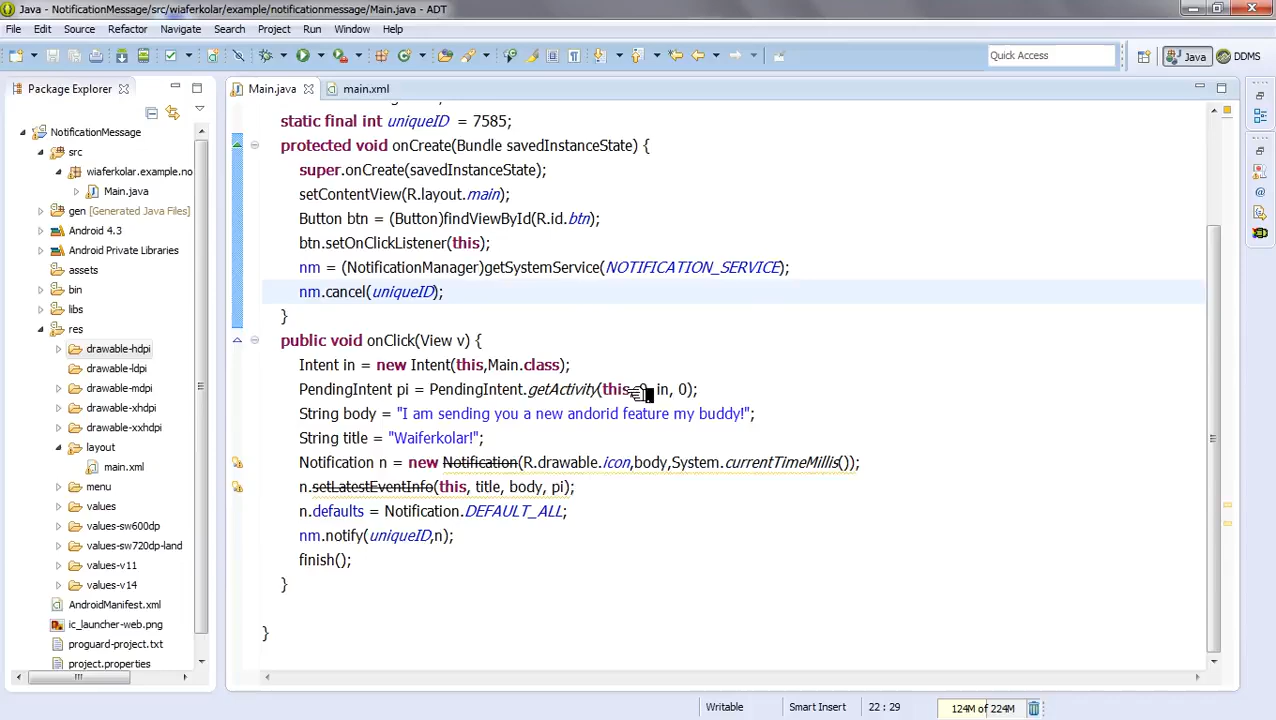 Java - NotificationMessage/src/wiaferkolar/example/notificationmessage/Main.java - ADT
File Edit Source Refactor Navigate Search Project Run Window Help
Quick Access
Java
DDMS
Package Explorer
Main.java
main.xml
NotificationMessage
src
wiaferkolar.example.no
Main.java
gen [Generated Java Files]
Android 4.3
Android Private Libraries
assets
bin
libs
res
drawable-hdpi
drawable-ldpi
drawable-mdpi
drawable-xhdpi
drawable-xxhdpi
layout
main.xml
menu
values
values-sw600dp
values-sw720dp-land
values-v11
values-v14
AndroidManifest.xml
ic_launcher-web.png
proguard-project.txt
project.properties
static final int uniqueID = 7585;
protected void onCreate(Bundle savedInstanceState) {
super.onCreate(savedInstanceState);
setContentView(R.layout.main);
Button btn = (Button)findViewById(R.id.btn);
btn.setOnClickListener(this);
nm = (NotificationManager)getSystemService(NOTIFICATION_SERVICE);
nm.cancel(uniqueID);
}
public void onClick(View v) {
Intent in = new Intent(this,Main.class);
PendingIntent pi = PendingIntent.getActivity(this in, 0);
String body = "I am sending you a new andorid feature my buddy!";
String title = "Waiferkolar!";
Notification n = new Notification(R.drawable.icon,body,System.currentTimeMillis());
n.setLatestEventInfo(this, title, body, pi);
n.defaults = Notification.DEFAULT_ALL;
nm.notify(uniqueID,n);
finish();
}
}
Writable
Smart Insert
22 : 29
124M of 224M